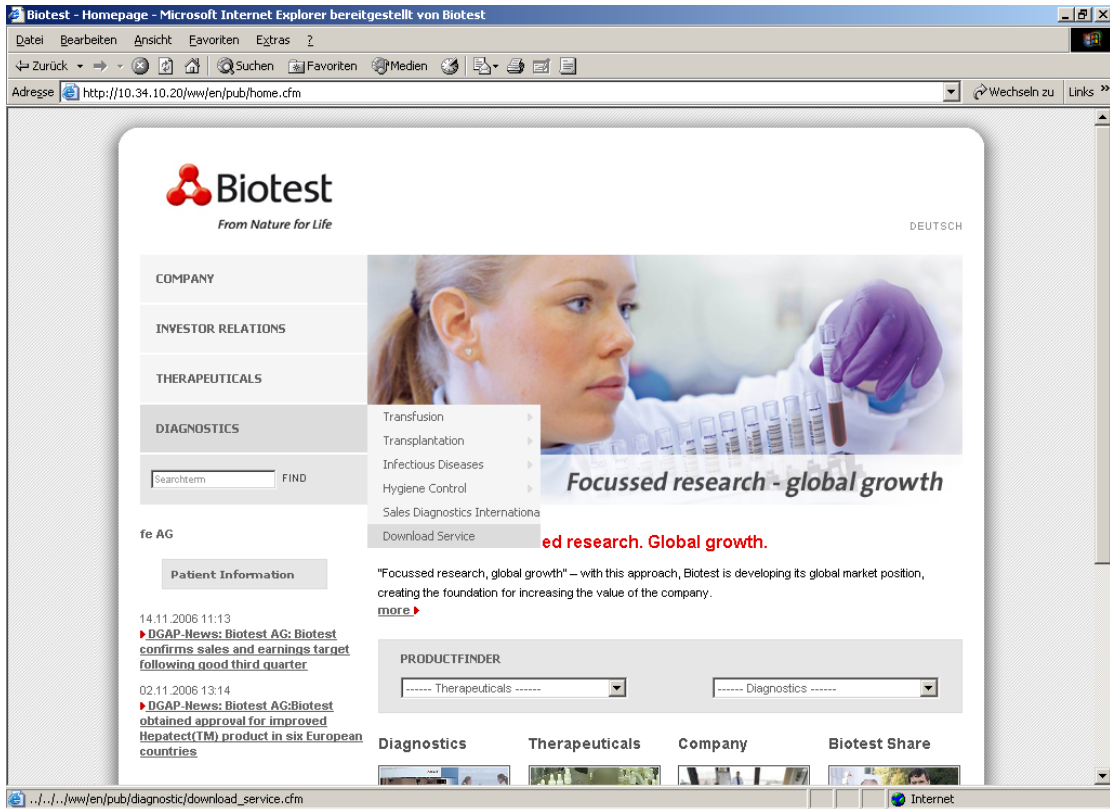 Biotest - Homepage - Microsoft Internet Explorer bereitgestellt von Biotest
Datei Bearbeiten Ansicht Favoriten Extras ?
Zurück Suchen Favoriten Medien
Adresse http://10.34.10.20/ww/en/pub/home.cfm Wechseln zu Links »
Biotest
From Nature for Life
DEUTSCH
COMPANY
INVESTOR RELATIONS
THERAPEUTICALS
DIAGNOSTICS
Transfusion
Transplantation
Infectious Diseases
Hygiene Control
Sales Diagnostics Internationa
Download Service
Searchterm FIND
Focussed research - global growth
fe AG
Patient Information
14.11.2006 11:13
DGAP-News: Biotest AG: Biotest
confirms sales and earnings target
following good third quarter
02.11.2006 13:14
DGAP-News: Biotest AG:Biotest
obtained approval for improved
Hepatect(TM) product in six European
countries
ed research. Global growth.
"Focussed research, global growth" – with this approach, Biotest is developing its global market position,
creating the foundation for increasing the value of the company.
more
PRODUCTFINDER
------ Therapeuticals ------ ------ Diagnostics ------
Diagnostics Therapeuticals Company Biotest Share
../../../ww/en/pub/diagnostic/download_service.cfm Internet